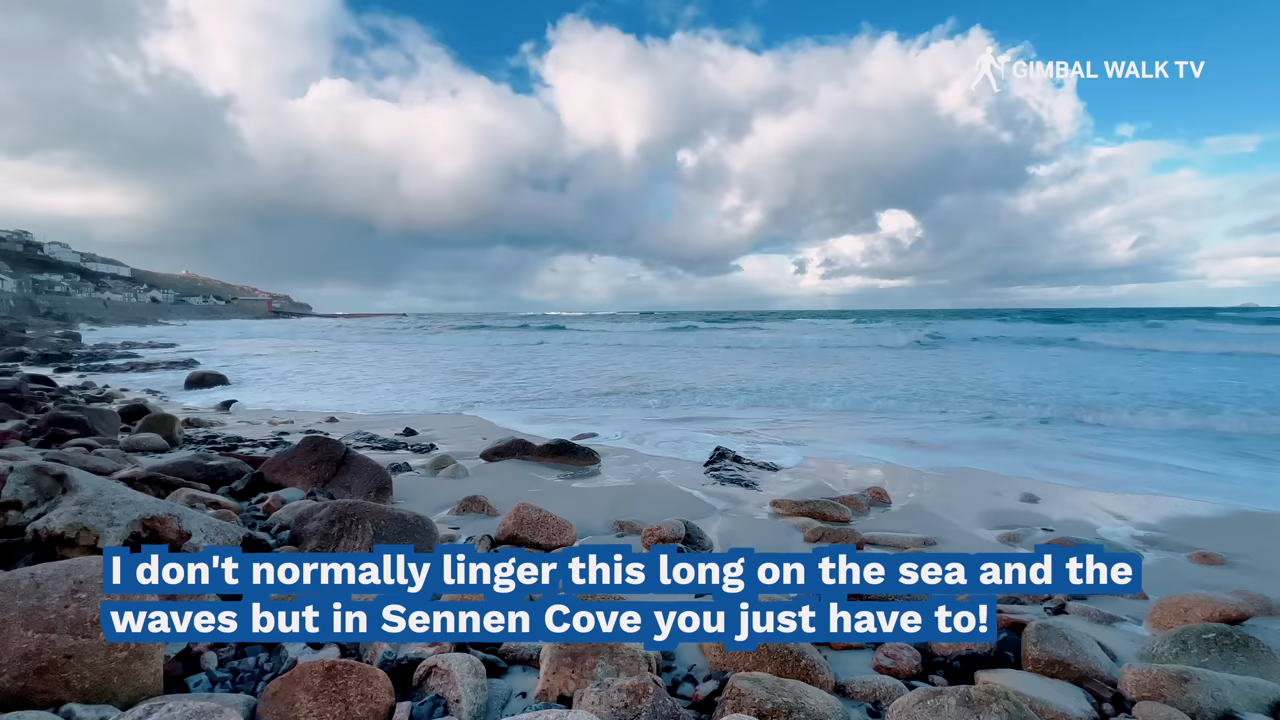 GIMBAL WALK TV
I don't normally linger this long on the sea and the
waves but in Sennen Cove you just have to!